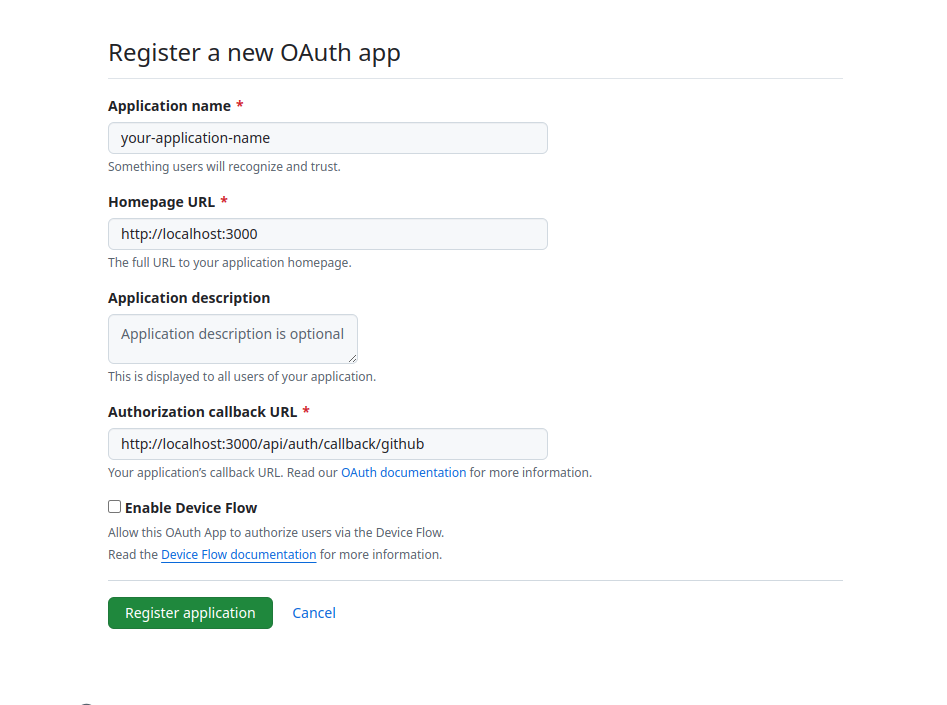 Register a new OAuth app
Application name *
your-application-name
Something users will recognize and trust.
Homepage URL *
http://localhost:3000
The full URL to your application homepage.
Application description
Application description is optional
This is displayed to all users of your application.
Authorization callback URL *
http://localhost:3000/api/auth/callback/github
Your application’s callback URL. Read our OAuth documentation for more information.
Enable Device Flow
Allow this OAuth App to authorize users via the Device Flow.
Read the Device Flow documentation for more information.
Register application Cancel